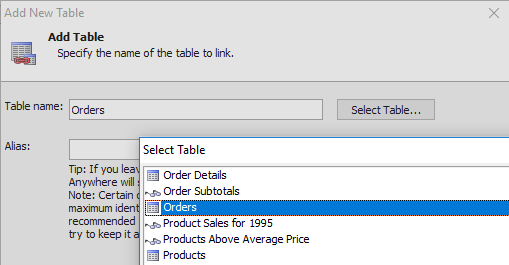 Add New Table
Add Table
Specify the name of the table to link.
Table name:
Orders
Select Table...
Alias:
Select Table
Tip: If you leav
Anywhere will s
Note: Certain d
maximum ident
recommended
try to keep it a
Order Details
Order Subtotals
Orders
Product Sales for 1995
Products Above Average Price
Products